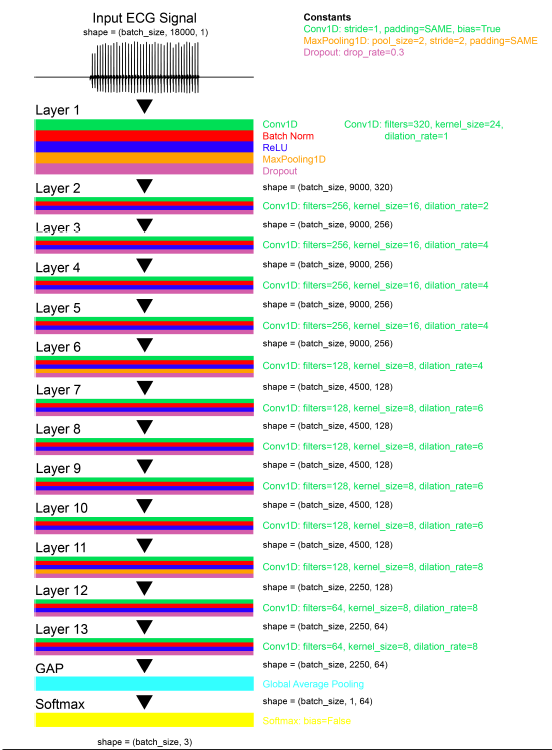 Input ECG Signal
shape = (batch_size, 18000, 1)
Constants
Conv1D: stride=1, padding=SAME, bias=True
MaxPooling1D: pool_size=2, stride=2, padding=SAME
Dropout: drop_rate=0.3
Layer 1
Conv1D
Batch Norm
ReLU
MaxPooling1D
Dropout
Conv1D: filters=320, kernel_size=24,
dilation_rate=1
Layer 2
shape = (batch_size, 9000, 320)
Conv1D: filters=256, kernel_size=16, dilation_rate=2
Layer 3
shape = (batch_size, 9000, 256)
Conv1D: filters=256, kernel_size=16, dilation_rate=4
Layer 4
shape = (batch_size, 9000, 256)
Conv1D: filters=256, kernel_size=16, dilation_rate=4
Layer 5
shape = (batch_size, 9000, 256)
Conv1D: filters=256, kernel_size=16, dilation_rate=4
Layer 6
shape = (batch_size, 9000, 256)
Conv1D: filters=128, kernel_size=8, dilation_rate=4
Layer 7
shape = (batch_size, 4500, 128)
Conv1D: filters=128, kernel_size=8, dilation_rate=6
Layer 8
shape = (batch_size, 4500, 128)
Conv1D: filters=128, kernel_size=8, dilation_rate=6
Layer 9
shape = (batch_size, 4500, 128)
Conv1D: filters=128, kernel_size=8, dilation_rate=6
Layer 10
shape = (batch_size, 4500, 128)
Conv1D: filters=128, kernel_size=8, dilation_rate=6
Layer 11
shape = (batch_size, 4500, 128)
Conv1D: filters=128, kernel_size=8, dilation_rate=8
Layer 12
shape = (batch_size, 2250, 128)
Conv1D: filters=64, kernel_size=8, dilation_rate=8
Layer 13
shape = (batch_size, 2250, 64)
Conv1D: filters=64, kernel_size=8, dilation_rate=8
GAP
shape = (batch_size, 2250, 64)
Global Average Pooling
Softmax
shape = (batch_size, 1, 64)
Softmax: bias=False
shape = (batch_size, 3)